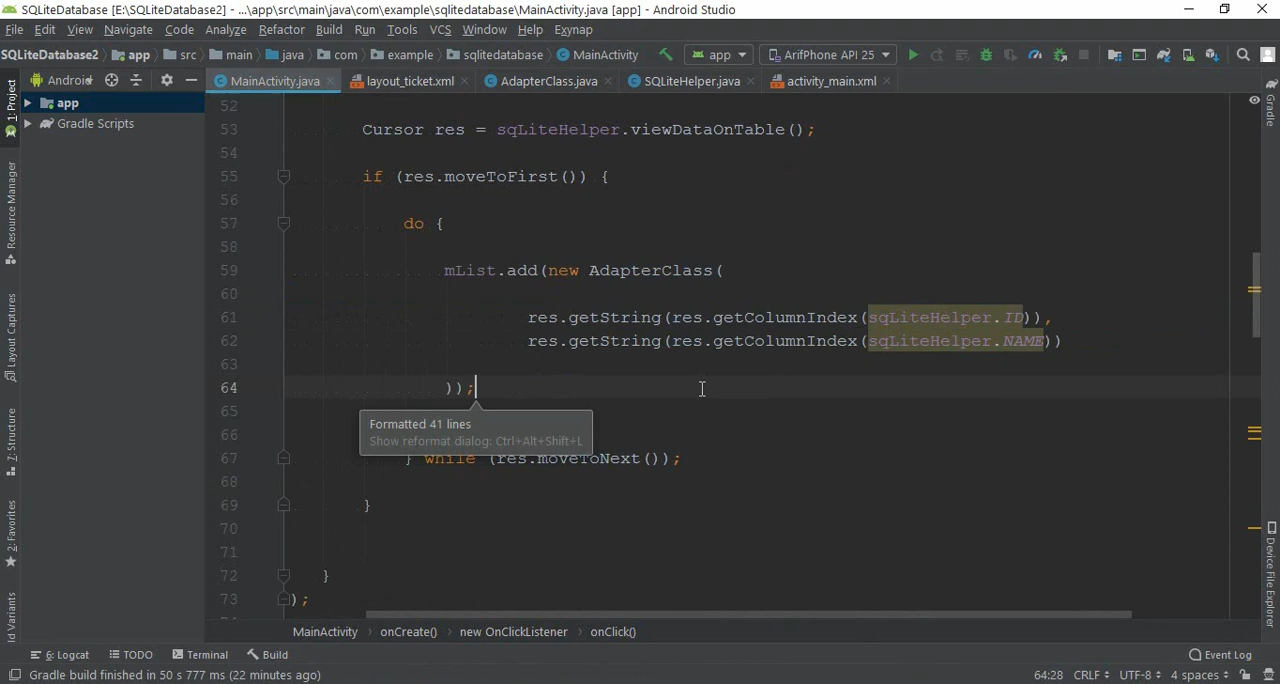 SQLiteDatabase [E:\SQLiteDatabase2] - ...\app\src\main\java\com\example\sqlitedatabase\MainActivity.java [app] - Android Studio
File Edit View Navigate Code Analyze Refactor Build Run Tools VCS Window Help Exynap
SQLiteDatabase2 app src main java com example sqlitedatabase MainActivity app ArifPhone API 25
Android MainActivity.java layout_ticket.xml AdapterClass.java SQLiteHelper.java activity_main.xml
app
Gradle Scripts
1: Project
Resource Manager
Layout Captures
7: Structure
2: Favorites
ld Variants
Gradle
Device File Explorer
52
53 Cursor res = sqLiteHelper.viewDataOnTable();
54
55 if (res.moveToFirst()) {
56
57 do {
58
59 mList.add(new AdapterClass(
60
61 res.getString(res.getColumnIndex(sqLiteHelper.ID)),
62 res.getString(res.getColumnIndex(sqLiteHelper.NAME))
63
64 ));
65
Formatted 41 lines
66
Show reformat dialog: Ctrl+Alt+Shift+L
67 } while (res.moveToNext());
68
69 }
70
71
72 }
73 );
MainActivity › onCreate() › new OnClickListener › onClick()
6: Logcat TODO Terminal Build Event Log
Gradle build finished in 50 s 777 ms (22 minutes ago) 64:28 CRLF UTF-8 4 spaces